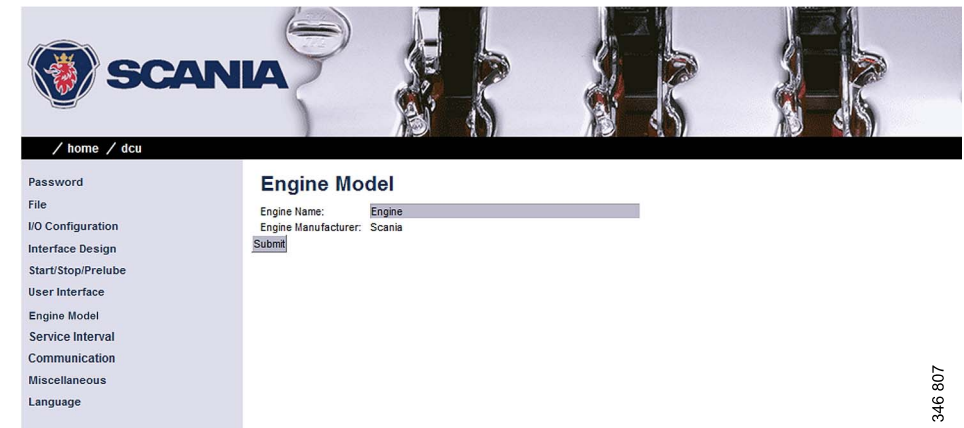 SCANIA
/ home / dcu
Password
File
I/O Configuration
Interface Design
Start/Stop/Prelube
User Interface
Engine Model
Service Interval
Communication
Miscellaneous
Language
Engine Model
Engine Name: Engine
Engine Manufacturer: Scania
Submit
346 807